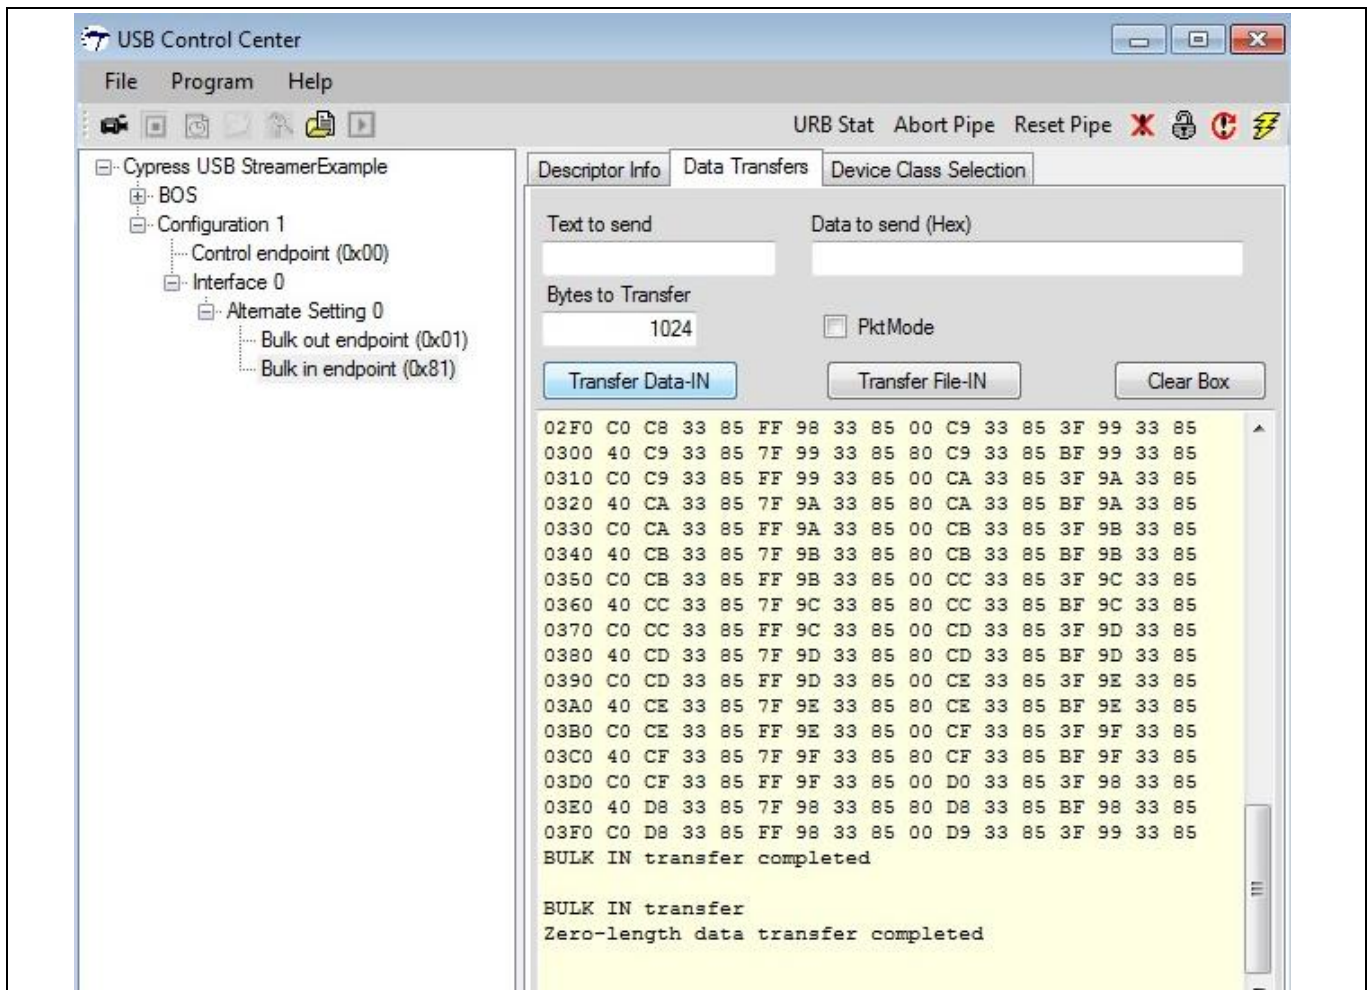 USB Control Center
File Program Help
URB Stat Abort Pipe Reset Pipe
Cypress USB StreamerExample
BOS
Configuration 1
Control endpoint (0x00)
Interface 0
Alternate Setting 0
Bulk out endpoint (0x01)
Bulk in endpoint (0x81)
Descriptor Info Data Transfers Device Class Selection
Text to send Data to send (Hex)
Bytes to Transfer
1024 PktMode
Transfer Data-IN Transfer File-IN Clear Box
02F0 C0 C8 33 85 FF 98 33 85 00 C9 33 85 3F 99 33 85
0300 40 C9 33 85 7F 99 33 85 80 C9 33 85 BF 99 33 85
0310 C0 C9 33 85 FF 99 33 85 00 CA 33 85 3F 9A 33 85
0320 40 CA 33 85 7F 9A 33 85 80 CA 33 85 BF 9A 33 85
0330 C0 CA 33 85 FF 9A 33 85 00 CB 33 85 3F 9B 33 85
0340 40 CB 33 85 7F 9B 33 85 80 CB 33 85 BF 9B 33 85
0350 C0 CB 33 85 FF 9B 33 85 00 CC 33 85 3F 9C 33 85
0360 40 CC 33 85 7F 9C 33 85 80 CC 33 85 BF 9C 33 85
0370 C0 CC 33 85 FF 9C 33 85 00 CD 33 85 3F 9D 33 85
0380 40 CD 33 85 7F 9D 33 85 80 CD 33 85 BF 9D 33 85
0390 C0 CD 33 85 FF 9D 33 85 00 CE 33 85 3F 9E 33 85
03A0 40 CE 33 85 7F 9E 33 85 80 CE 33 85 BF 9E 33 85
03B0 C0 CE 33 85 FF 9E 33 85 00 CF 33 85 3F 9F 33 85
03C0 40 CF 33 85 7F 9F 33 85 80 CF 33 85 BF 9F 33 85
03D0 C0 CF 33 85 FF 9F 33 85 00 D0 33 85 3F 98 33 85
03E0 40 D8 33 85 7F 98 33 85 80 D8 33 85 BF 98 33 85
03F0 C0 D8 33 85 FF 98 33 85 00 D9 33 85 3F 99 33 85
BULK IN transfer completed
BULK IN transfer
Zero-length data transfer completed